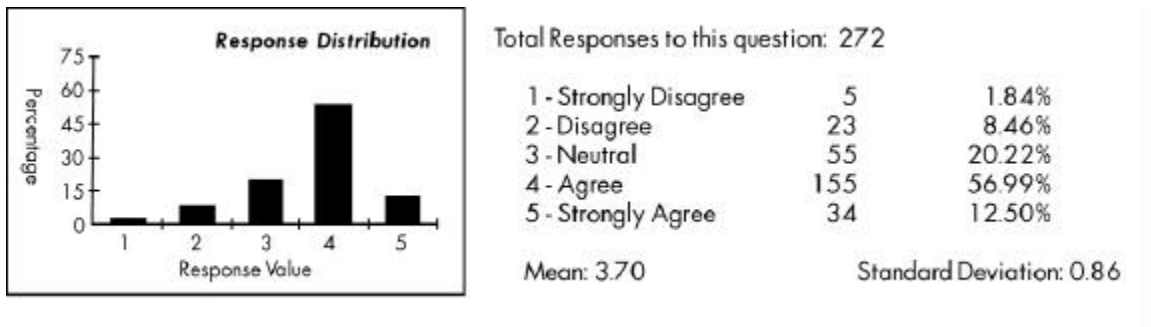 Response Distribution
75
60
45
30
15
0
Percentage
1 2 3 4 5
Response Value
Total Responses to this question: 272
1 - Strongly Disagree 5 1.84%
2 - Disagree 23 8.46%
3 - Neutral 55 20.22%
4 - Agree 155 56.99%
5 - Strongly Agree 34 12.50%
Mean: 3.70 Standard Deviation: 0.86